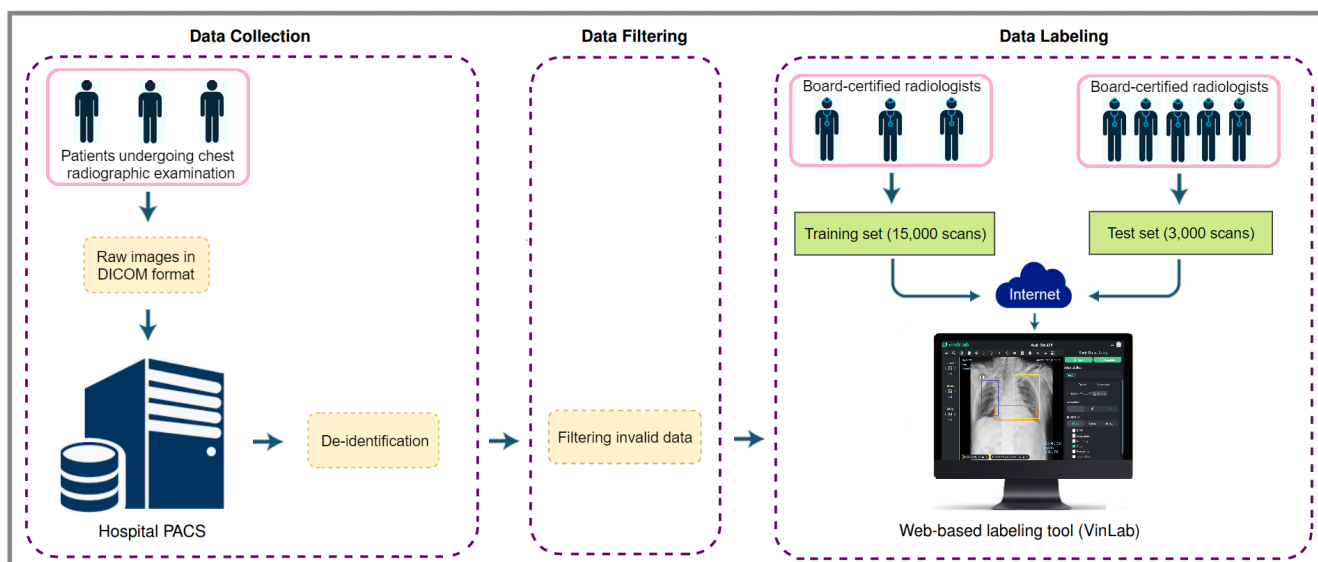 Data Collection
Data Filtering
Data Labeling
Patients undergoing chest
radiographic examination
Raw images in
DICOM format
Hospital PACS
De-identification
Filtering invalid data
Board-certified radiologists
Board-certified radiologists
Training set (15,000 scans)
Test set (3,000 scans)
Internet
Web-based labeling tool (VinLab)